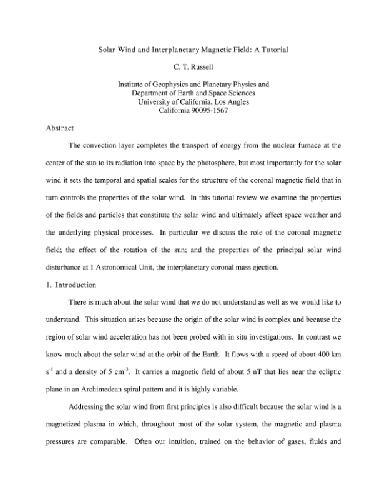 Solar Wind and Interplanetary Magnetic Field: A Tutorial
C. T. Russell
Institute of Geophysics and Planetary Physics and
Department of Earth and Space Sciences
University of California, Los Angles
California 90095-1567
Abstract
The convection layer completes the transport of energy from the nuclear furnace at the
center of the sun to its radiation into space by the photosphere, but most importantly for the solar
wind it sets the temporal and spatial scales for the structure of the coronal magnetic field that in
turn controls the properties of the solar wind. In this tutorial review we examine the properties
of the fields and particles that constitute the solar wind and ultimately affect space weather and
the underlying physical processes. In particular we discuss the role of the coronal magnetic
field; the effect of the rotation of the sun; and the properties of the principal solar wind
disturbance at 1 Astronomical Unit, the interplanetary coronal mass ejection.
1. Introduction
There is much about the solar wind that we do not understand as well as we would like to
understand. This situation arises because the origin of the solar wind is complex and because the
region of solar wind acceleration has not been probed with in situ investigations. In contrast we
know much about the solar wind at the orbit of the Earth. It flows with a speed of about 400 km
s⁻¹ and a density of 5 cm⁻³. It carries a magnetic field of about 5 nT that lies near the ecliptic
plane in an Archimedean spiral pattern and it is highly variable.
Addressing the solar wind from first principles is also difficult because the solar wind is a
magnetized plasma in which, throughout most of the solar system, the magnetic and plasma
pressures are comparable. Often our intuition, trained on the behavior of gases, fluids and